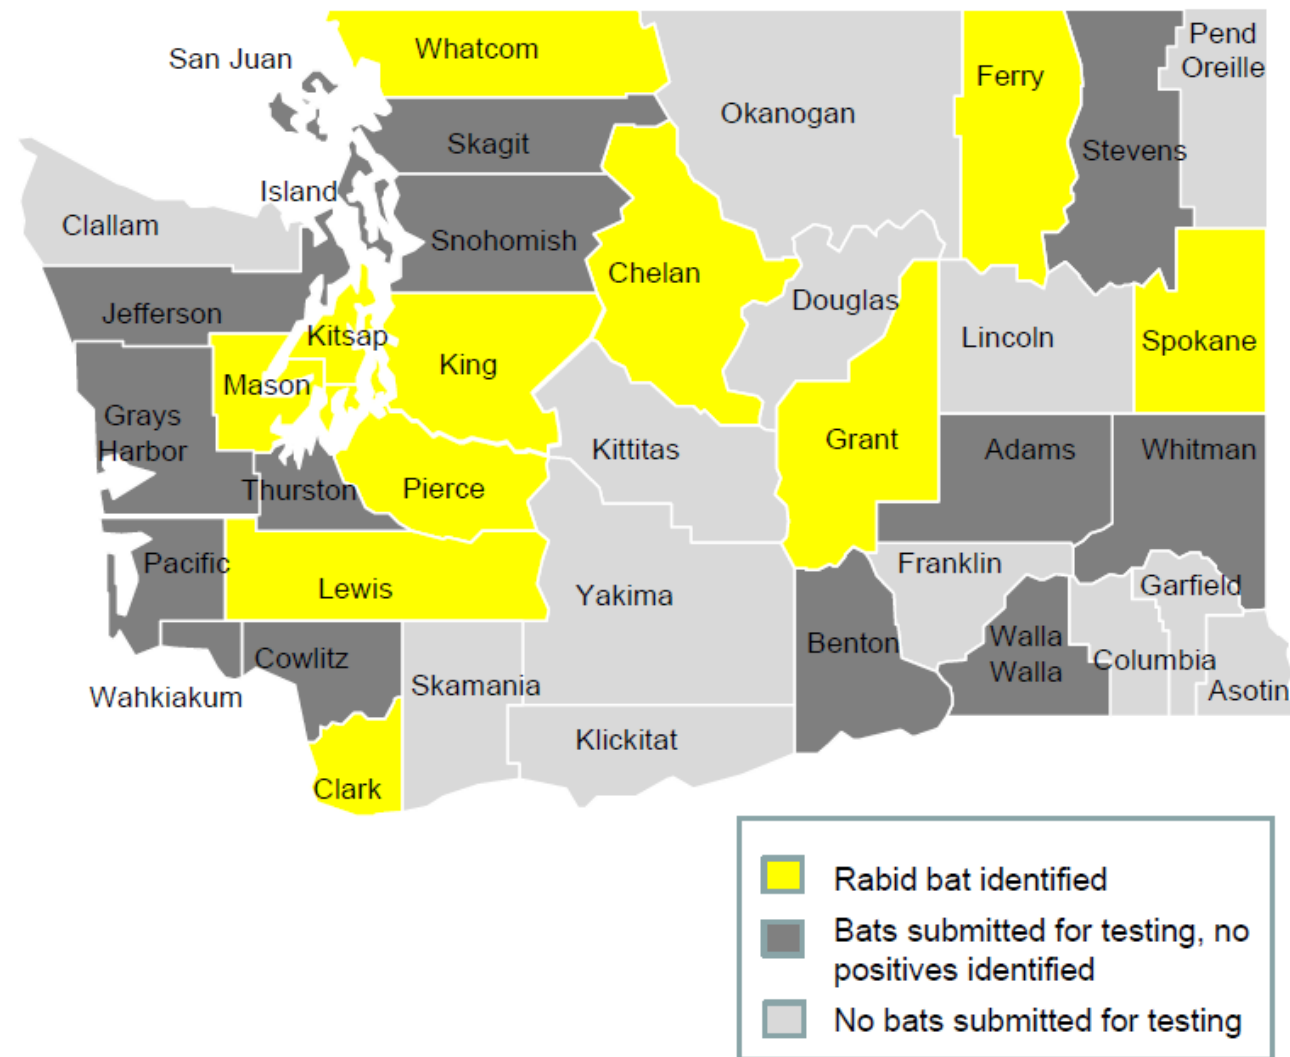 Whatcom
San Juan
Pend
Oreille
Ferry
Okanogan
Skagit
Stevens
Island
Clallam
Snohomish
Chelan
Jefferson
Douglas
Kitsap
Lincoln
Spokane
King
Mason
Grays
Harbor
Grant
Kittitas
Adams
Whitman
Thurston
Pierce
Pacific
Franklin
Lewis
Yakima
Garfield
Benton
Walla
Walla
Cowlitz
Columbia
Skamania
Asotin
Wahkiakum
Klickitat
Clark
Rabid bat identified
Bats submitted for testing, no
positives identified
No bats submitted for testing